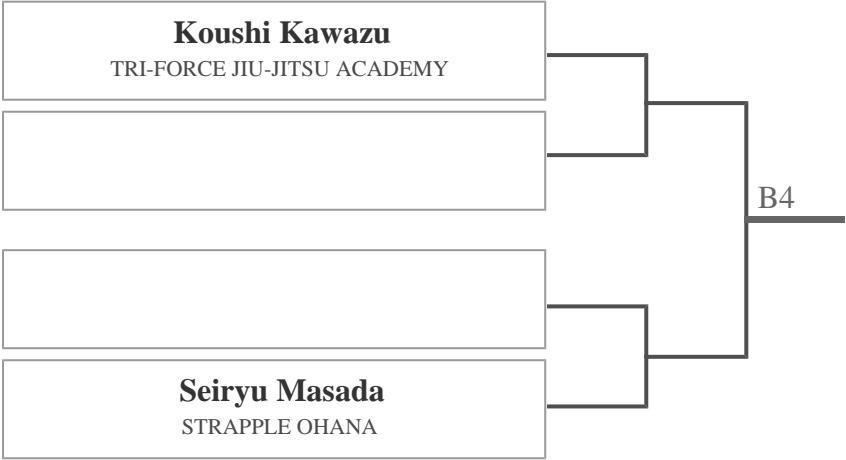 Koushi Kawazu
TRI-FORCE JIU-JITSU ACADEMY
B4
Seiryu Masada
STRAPPLE OHANA